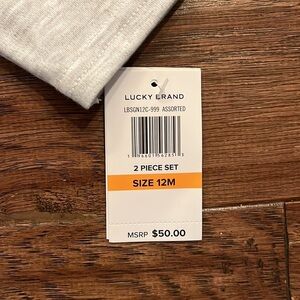 LUCKY BRAND
LBSGN12C-999 ASSORTED
2 PIECE SET
SIZE 12M
MSRP $50.00